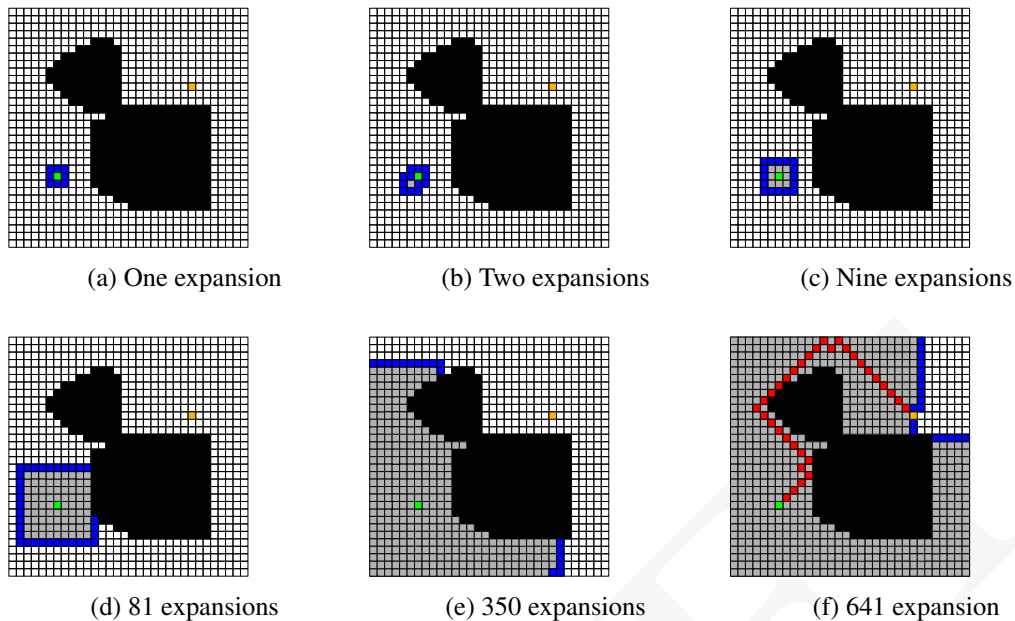 (a) One expansion
(b) Two expansions
(c) Nine expansions
(d) 81 expansions
(e) 350 expansions
(f) 641 expansion